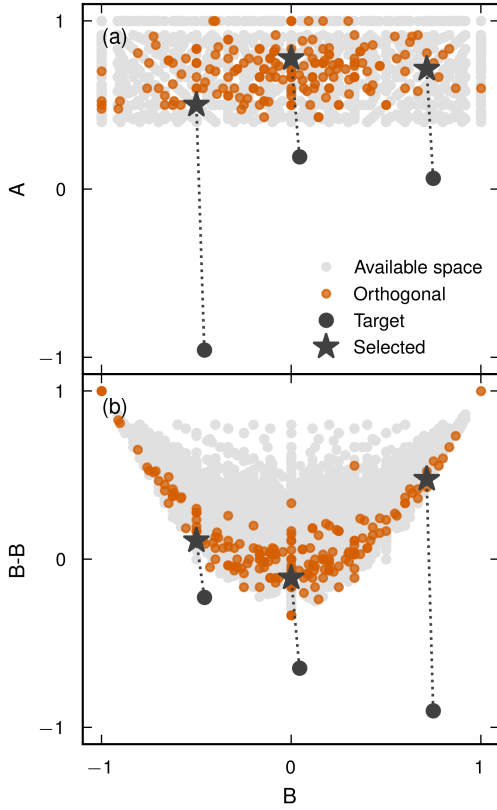 1
(a)
A
0
Available space
Orthogonal
Target
Selected
−1
1
(b)
B-B
0
−1
−1
0
1
B